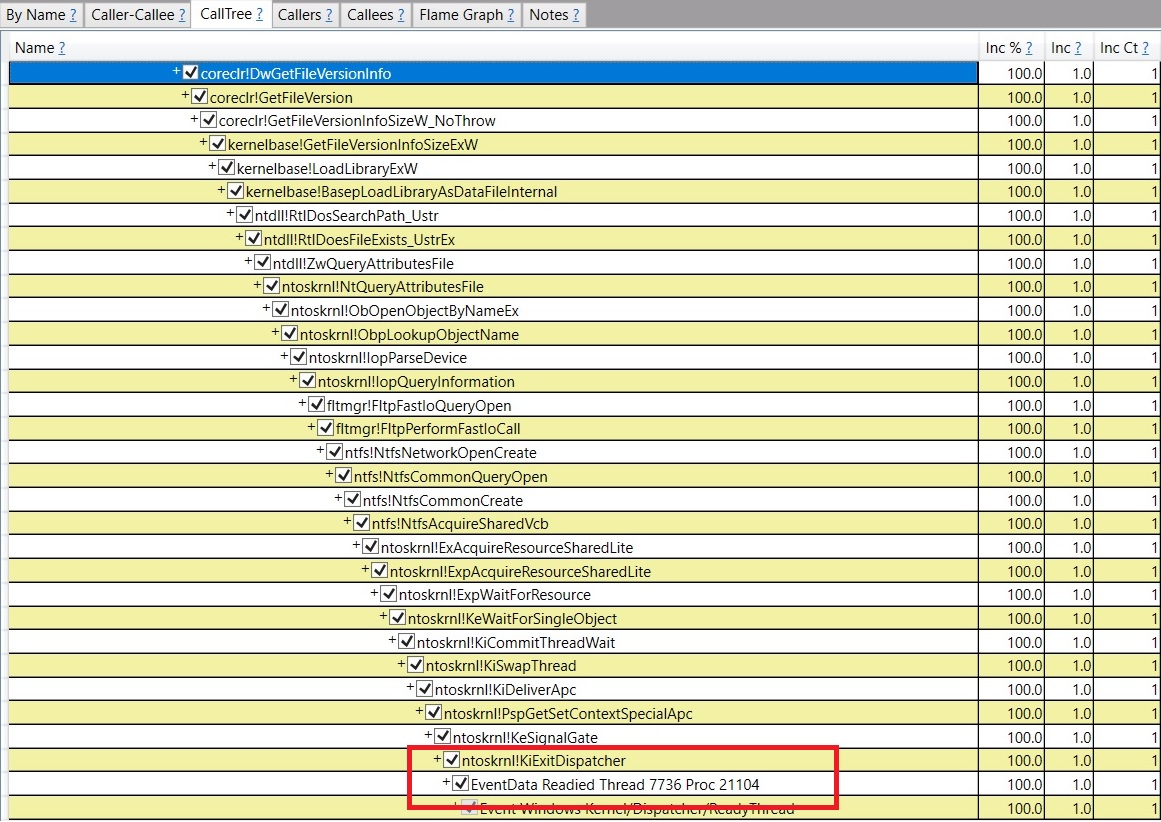 By Name ? Caller-Callee ? CallTree ? Callers ? Callees ? Flame Graph ? Notes ?
Name ? Inc % ? Inc ? Inc Ct ?
+ coreclr!DwGetFileVersionInfo 100.0 1.0 1
+ coreclr!GetFileVersion 100.0 1.0 1
+ coreclr!GetFileVersionInfoSizeW_NoThrow 100.0 1.0 1
+ kernelbase!GetFileVersionInfoSizeExW 100.0 1.0 1
+ kernelbase!LoadLibraryExW 100.0 1.0 1
+ kernelbase!BasepLoadLibraryAsDataFileInternal 100.0 1.0 1
+ ntdll!RtlDosSearchPath_Ustr 100.0 1.0 1
+ ntdll!RtlDoesFileExists_UstrEx 100.0 1.0 1
+ ntdll!ZwQueryAttributesFile 100.0 1.0 1
+ ntoskrnl!NtQueryAttributesFile 100.0 1.0 1
+ ntoskrnl!ObOpenObjectByNameEx 100.0 1.0 1
+ ntoskrnl!ObpLookupObjectName 100.0 1.0 1
+ ntoskrnl!IopParseDevice 100.0 1.0 1
+ ntoskrnl!IopQueryInformation 100.0 1.0 1
+ fltmgr!FltpFastIoQueryOpen 100.0 1.0 1
+ fltmgr!FltpPerformFastIoCall 100.0 1.0 1
+ ntfs!NtfsNetworkOpenCreate 100.0 1.0 1
+ ntfs!NtfsCommonQueryOpen 100.0 1.0 1
+ ntfs!NtfsCommonCreate 100.0 1.0 1
+ ntfs!NtfsAcquireSharedVcb 100.0 1.0 1
+ ntoskrnl!ExAcquireResourceSharedLite 100.0 1.0 1
+ ntoskrnl!ExpAcquireResourceSharedLite 100.0 1.0 1
+ ntoskrnl!ExpWaitForResource 100.0 1.0 1
+ ntoskrnl!KeWaitForSingleObject 100.0 1.0 1
+ ntoskrnl!KiCommitThreadWait 100.0 1.0 1
+ ntoskrnl!KiSwapThread 100.0 1.0 1
+ ntoskrnl!KiDeliverApc 100.0 1.0 1
+ ntoskrnl!PspGetSetContextSpecialApc 100.0 1.0 1
+ ntoskrnl!KeSignalGate 100.0 1.0 1
+ ntoskrnl!KiExitDispatcher 100.0 1.0 1
+ EventData Readied Thread 7736 Proc 21104 100.0 1.0 1
Event Windows Kernel/Dispatcher/ReadyThread 100.0 1.0 1